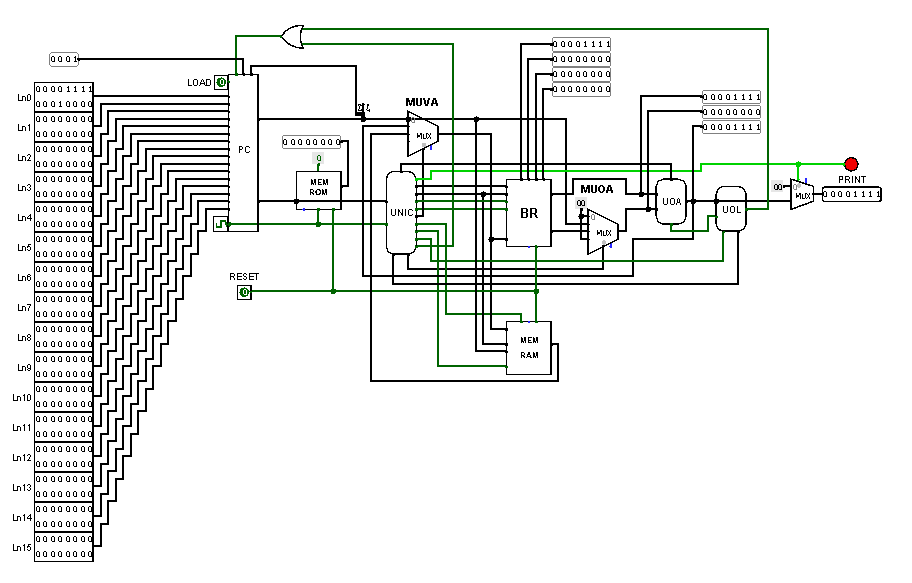 0 0 0 1
LOAD
Ln0
0 0 0 0 1 1 1 1
0 0 0 0 1 0 0 0
Ln1
0 0 0 0 0 0 0 0
0 0 0 0 0 0 0 0
Ln2
0 0 0 0 0 0 0 0
0 0 0 0 0 0 0 0
Ln3
0 0 0 0 0 0 0 0
0 0 0 0 0 0 0 0
Ln4
0 0 0 0 0 0 0 0
0 0 0 0 0 0 0 0
Ln5
0 0 0 0 0 0 0 0
0 0 0 0 0 0 0 0
Ln6
0 0 0 0 0 0 0 0
0 0 0 0 0 0 0 0
Ln7
0 0 0 0 0 0 0 0
0 0 0 0 0 0 0 0
Ln8
0 0 0 0 0 0 0 0
0 0 0 0 0 0 0 0
Ln9
0 0 0 0 0 0 0 0
0 0 0 0 0 0 0 0
Ln10
0 0 0 0 0 0 0 0
0 0 0 0 0 0 0 0
Ln11
0 0 0 0 0 0 0 0
0 0 0 0 0 0 0 0
Ln12
0 0 0 0 0 0 0 0
0 0 0 0 0 0 0 0
Ln13
0 0 0 0 0 0 0 0
0 0 0 0 0 0 0 0
Ln14
0 0 0 0 0 0 0 0
0 0 0 0 0 0 0 0
Ln15
0 0 0 0 0 0 0 0
0 0 0 0 0 0 0 0
PC
RESET
0 0 0 0 0 0 0 0
0
MEM
ROM
MUVA
MUX
UNIC
0 0 0 0 1 1 1 1
0 0 0 0 0 0 0 0
0 0 0 0 0 0 0 0
0 0 0 0 0 0 0 0
BR
MUOA
00
MUX
MEM
RAM
0 0 0 0 1 1 1 1
0 0 0 0 0 0 0 0
0 0 0 0 1 1 1 1
UOA
UOL
00
MUX
PRINT
0 0 0 0 1 1 1 1